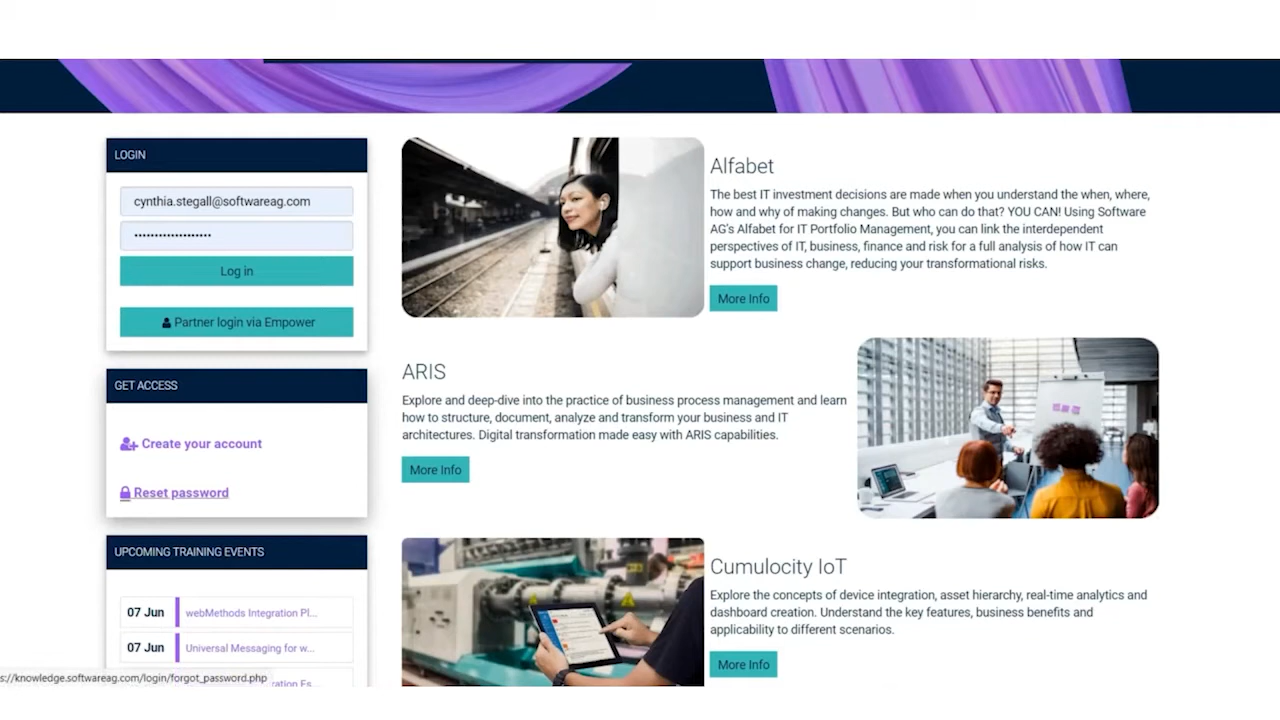 LOGIN
cynthia.stegall@softwareag.com
•••••••••••••••••••
Log in
Partner login via Empower
GET ACCESS
Create your account
Reset password
UPCOMING TRAINING EVENTS
07 Jun
webMethods Integration Pl...
07 Jun
Universal Messaging for w...
ration Es...
s://knowledge.softwareag.com/login/forgot_password.php
Alfabet
The best IT investment decisions are made when you understand the when, where,
how and why of making changes. But who can do that? YOU CAN! Using Software
AG's Alfabet for IT Portfolio Management, you can link the interdependent
perspectives of IT, business, finance and risk for a full analysis of how IT can
support business change, reducing your transformational risks.
More Info
ARIS
Explore and deep-dive into the practice of business process management and learn
how to structure, document, analyze and transform your business and IT
architectures. Digital transformation made easy with ARIS capabilities.
More Info
Cumulocity IoT
Explore the concepts of device integration, asset hierarchy, real-time analytics and
dashboard creation. Understand the key features, business benefits and
applicability to different scenarios.
More Info